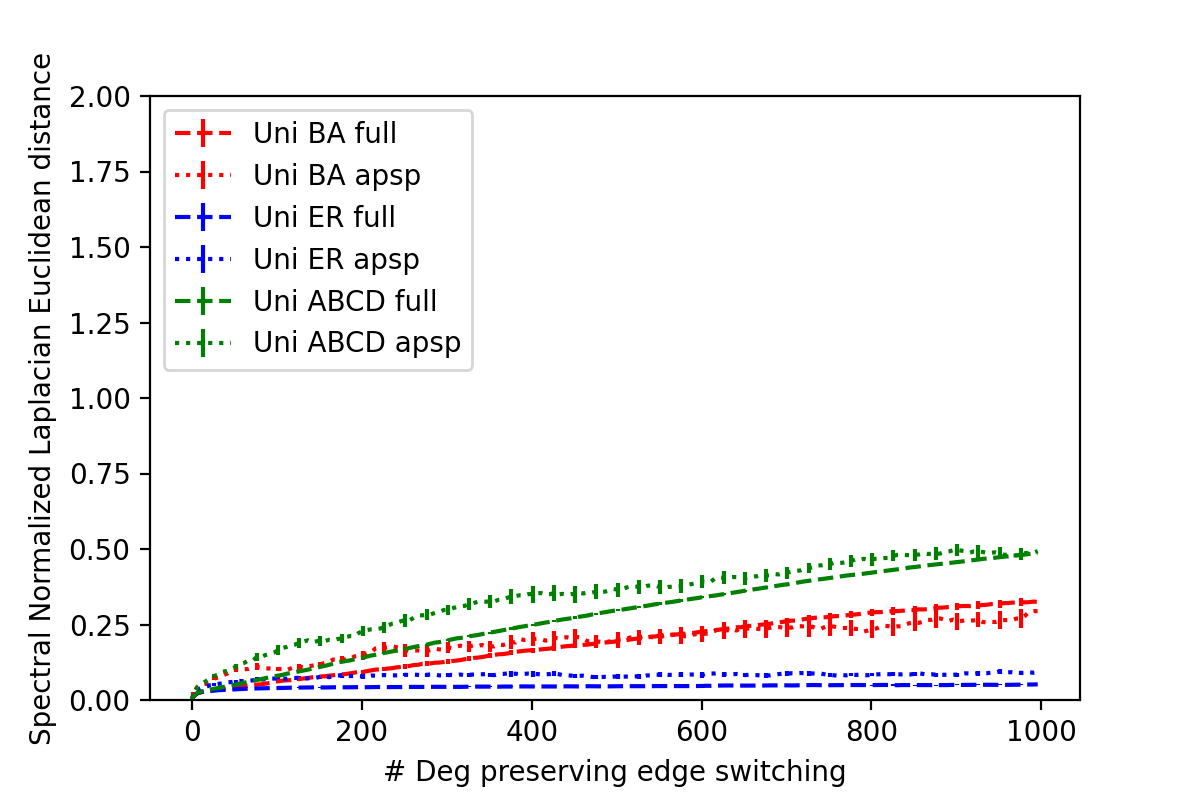 Spectral Normalized Laplacian Euclidean distance
2.00
1.75
1.50
1.25
1.00
0.75
0.50
0.25
0.00
Uni BA full
Uni BA apsp
Uni ER full
Uni ER apsp
Uni ABCD full
Uni ABCD apsp
0 200 400 600 800 1000
# Deg preserving edge switching